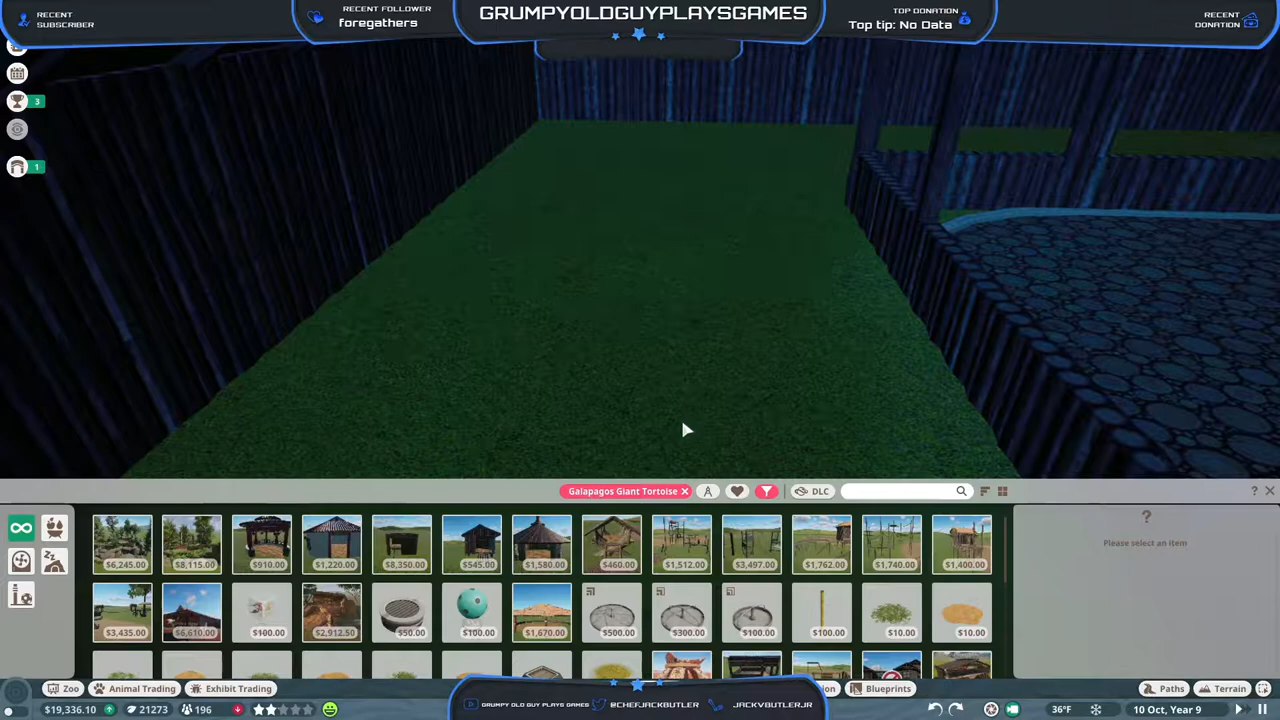 RECENT
SUBSCRIBER
RECENT FOLLOWER
foregathers
GRUMPYOLDGUYPLAYSGAMES
TOP DONATION
Top tip: No Data
RECENT
DONATION
3
1
Galapagos Giant Tortoise ×
DLC
?
Please select an item
$6,245.00 $8,115.00 $910.00 $1,220.00 $8,350.00 $545.00 $1,580.00 $460.00 $1,512.00 $3,497.00 $1,762.00 $1,740.00 $1,400.00
$3,435.00 $6,610.00 $100.00 $2,912.50 $50.00 $100.00 $1,670.00 $500.00 $300.00 $100.00 $100.00 $10.00 $10.00
Zoo Animal Trading Exhibit Trading Blueprints Paths Terrain
$19,336.10 21273 196
GRUMPY OLD GUY PLAYS GAMES @CHEFJACKBUTLER JACKVBUTLERJR
36°F 10 Oct, Year 9